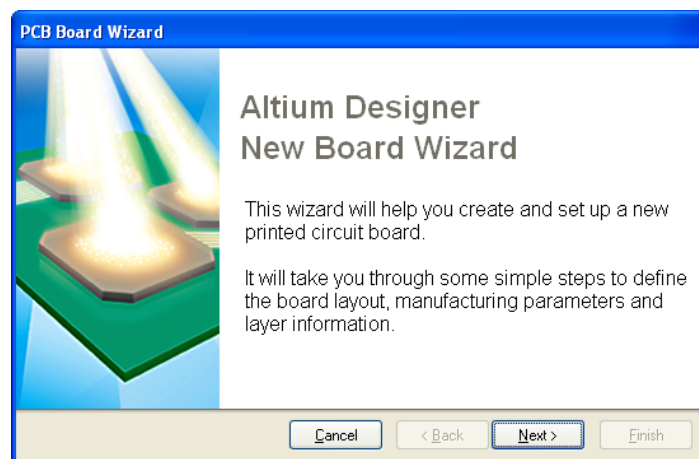 PCB Board Wizard
Altium Designer
New Board Wizard
This wizard will help you create and set up a new
printed circuit board.
It will take you through some simple steps to define
the board layout, manufacturing parameters and
layer information.
Cancel
< Back
Next >
Finish